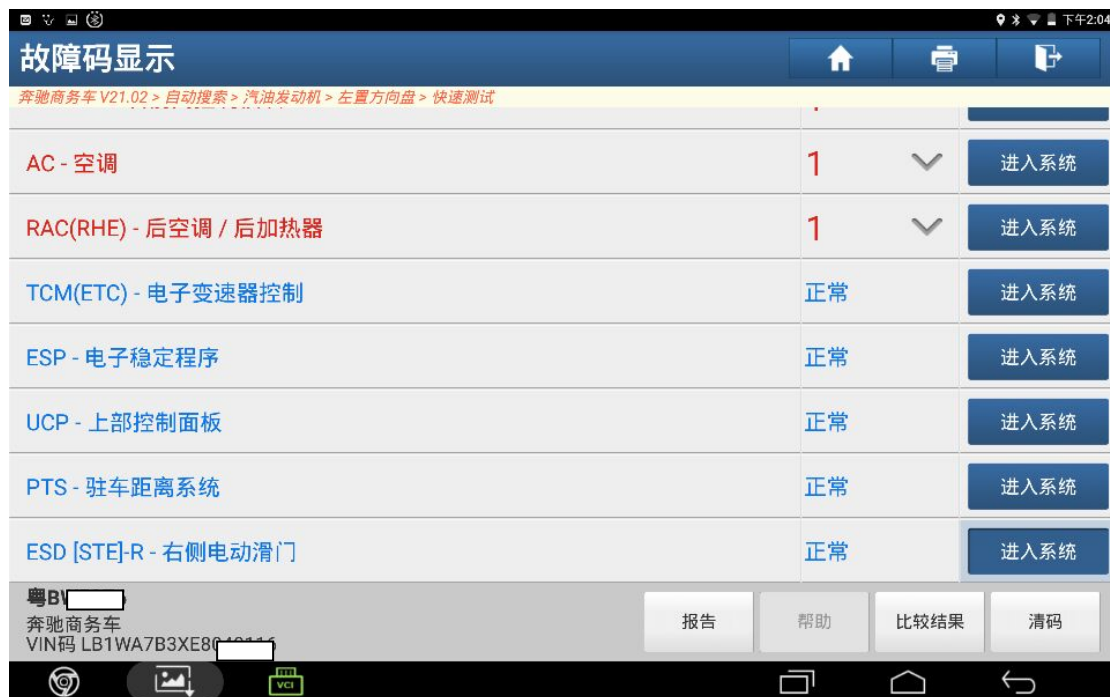 下午2:04
故障码显示
奔驰商务车 V21.02 > 自动搜索 > 汽油发动机 > 左置方向盘 > 快速测试
AC - 空调 1 进入系统
RAC(RHE) - 后空调 / 后加热器 1 进入系统
TCM(ETC) - 电子变速器控制 正常 进入系统
ESP - 电子稳定程序 正常 进入系统
UCP - 上部控制面板 正常 进入系统
PTS - 驻车距离系统 正常 进入系统
ESD [STE]-R - 右侧电动滑门 正常 进入系统
粤B
奔驰商务车
VIN码 LB1WA7B3XE8
报告 帮助 比较结果 清码
VCI